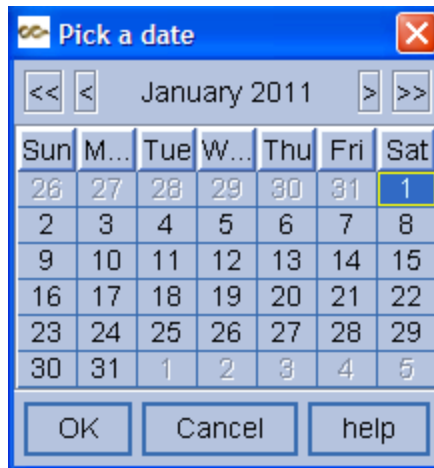 Pick a date
<< < January 2011 > >>
Sun M... Tue W... Thu Fri Sat
26 27 28 29 30 31 1
2 3 4 5 6 7 8
9 10 11 12 13 14 15
16 17 18 19 20 21 22
23 24 25 26 27 28 29
30 31 1 2 3 4 5
OK Cancel help